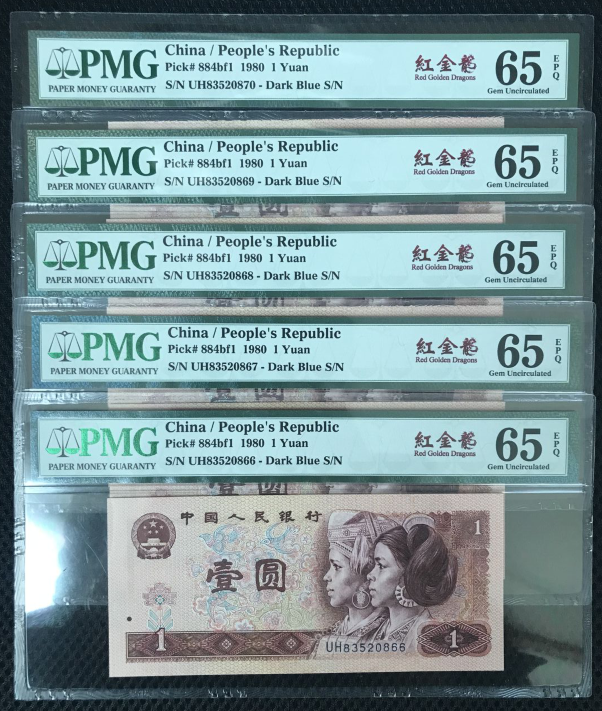 PMG
PAPER MONEY GUARANTY
China / People's Republic
Pick# 884bf1 1980 1 Yuan
S/N UH83520870 - Dark Blue S/N
紅金龍
Red Golden Dragons
65 EPQ
Gem Uncirculated
PMG
PAPER MONEY GUARANTY
China / People's Republic
Pick# 884bf1 1980 1 Yuan
S/N UH83520869 - Dark Blue S/N
紅金龍
Red Golden Dragons
65 EPQ
Gem Uncirculated
PMG
PAPER MONEY GUARANTY
China / People's Republic
Pick# 884bf1 1980 1 Yuan
S/N UH83520868 - Dark Blue S/N
紅金龍
Red Golden Dragons
65 EPQ
Gem Uncirculated
PMG
PAPER MONEY GUARANTY
China / People's Republic
Pick# 884bf1 1980 1 Yuan
S/N UH83520867 - Dark Blue S/N
紅金龍
Red Golden Dragons
65 EPQ
Gem Uncirculated
PMG
PAPER MONEY GUARANTY
China / People's Republic
Pick# 884bf1 1980 1 Yuan
S/N UH83520866 - Dark Blue S/N
紅金龍
Red Golden Dragons
65 EPQ
Gem Uncirculated
中国人民银行
1
壹圆
1
UH83520866
1